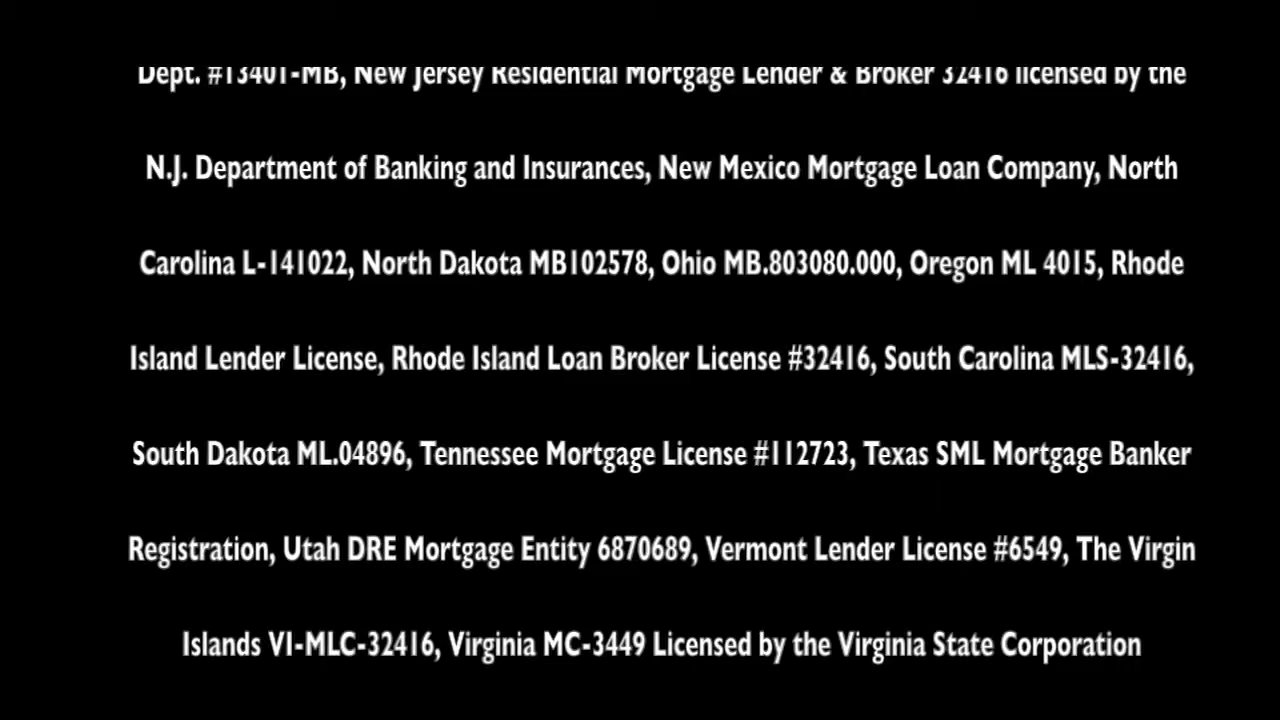 Dept. #13401-MB, New Jersey Residential Mortgage Lender & Broker 32416 licensed by the
N.J. Department of Banking and Insurances, New Mexico Mortgage Loan Company, North
Carolina L-141022, North Dakota MB102578, Ohio MB.803080.000, Oregon ML 4015, Rhode
Island Lender License, Rhode Island Loan Broker License #32416, South Carolina MLS-32416,
South Dakota ML.04896, Tennessee Mortgage License #112723, Texas SML Mortgage Banker
Registration, Utah DRE Mortgage Entity 6870689, Vermont Lender License #6549, The Virgin
Islands VI-MLC-32416, Virginia MC-3449 Licensed by the Virginia State Corporation